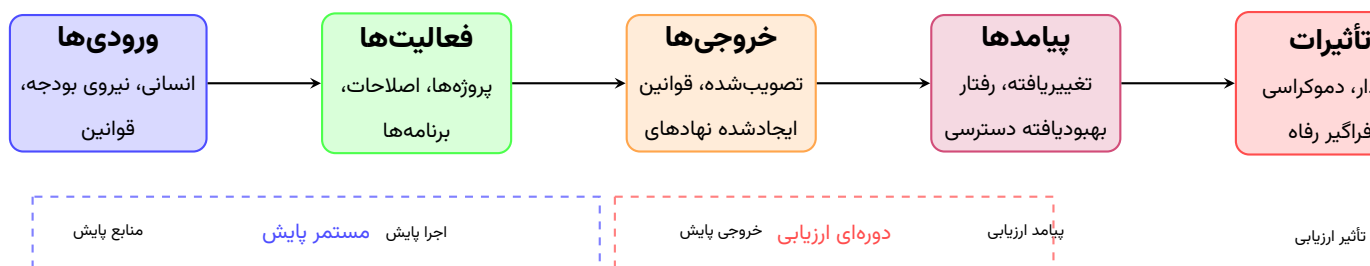 ورودی‌ها
انسانی، نیروی بودجه،
قوانین
فعالیت‌ها
پروژه‌ها، اصلاحات،
برنامه‌ها
خروجی‌ها
تصویب‌شده، قوانین
ایجادشده نهادهای
پیامدها
تغییریافته، رفتار
بهبودیافته دسترسی
تأثیرات
دموکراسی
فراگیر رفاه
منابع پایش
مستمر پایش
اجرا پایش
خروجی پایش
دوره‌ای ارزیابی
پیامد ارزیابی
تأثیر ارزیابی